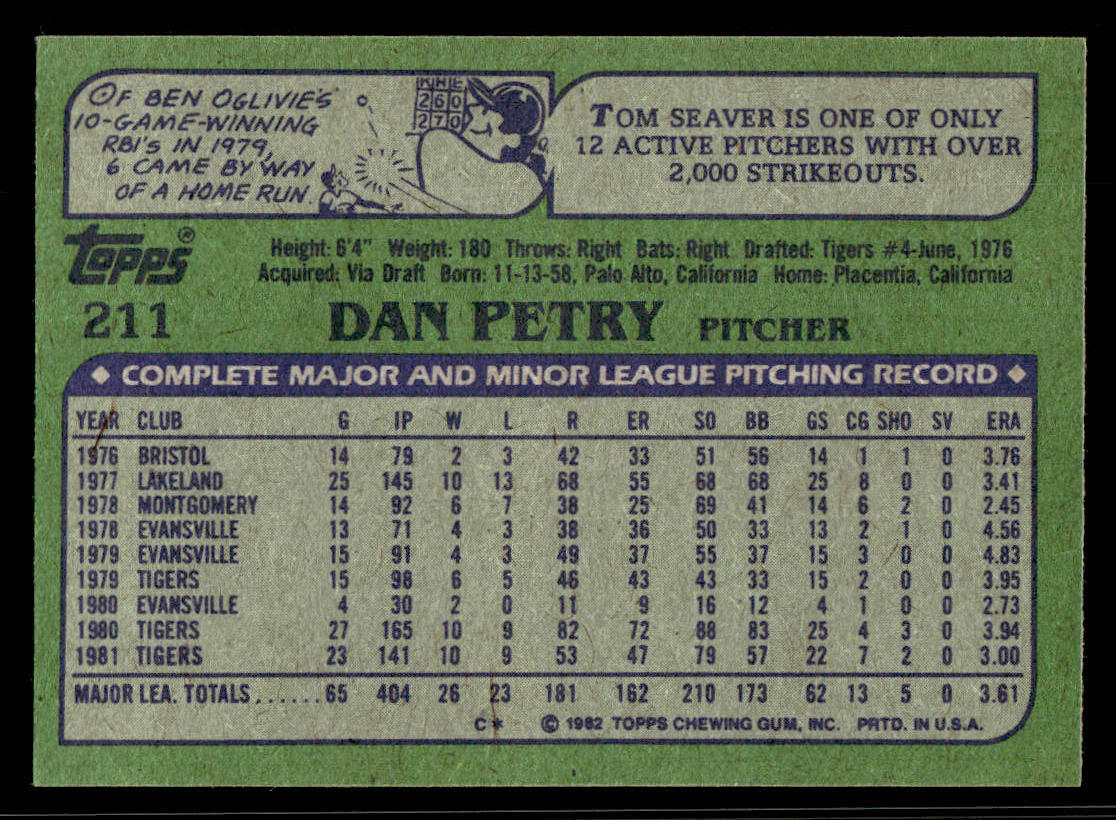 OF BEN OGLIVIE'S
10-GAME-WINNING
RBI'S IN 1979,
6 CAME BY WAY
OF A HOME RUN.
R H E
2 6 0
2 7 0
TOM SEAVER IS ONE OF ONLY
12 ACTIVE PITCHERS WITH OVER
2,000 STRIKEOUTS.
Topps®
Height: 6'4" Weight: 180 Throws: Right Bats: Right Drafted: Tigers #4-June, 1976
Acquired: Via Draft Born: 11-13-58, Palo Alto, California Home: Placentia, California
211 DAN PETRY PITCHER
◆ COMPLETE MAJOR AND MINOR LEAGUE PITCHING RECORD ◆
YEAR CLUB G IP W L R ER SO BB GS CG SHO SV ERA
1976 BRISTOL 14 79 2 3 42 33 51 56 14 1 1 0 3.76
1977 LAKELAND 25 145 10 13 68 55 68 68 25 8 0 0 3.41
1978 MONTGOMERY 14 92 6 7 38 25 69 41 14 6 2 0 2.45
1978 EVANSVILLE 13 71 4 3 38 36 50 33 13 2 1 0 4.56
1979 EVANSVILLE 15 91 4 3 49 37 55 37 15 3 0 0 4.83
1979 TIGERS 15 98 6 5 46 43 43 33 15 2 0 0 3.95
1980 EVANSVILLE 4 30 2 0 11 9 16 12 4 1 0 0 2.73
1980 TIGERS 27 165 10 9 82 72 88 83 25 4 3 0 3.94
1981 TIGERS 23 141 10 9 53 47 79 57 22 7 2 0 3.00
MAJOR LEA. TOTALS......65 404 26 23 181 162 210 173 62 13 5 0 3.61
C* © 1982 TOPPS CHEWING GUM, INC. PRTD. IN U.S.A.